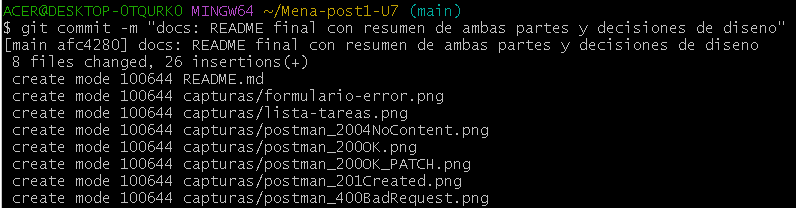 ACER@DESKTOP-OTQURKO MINGW64 ~/Mena-post1-U7 (main)
$ git commit -m "docs: README final con resumen de ambas partes y decisiones de diseno"
[main afc4280] docs: README final con resumen de ambas partes y decisiones de diseno
 8 files changed, 26 insertions(+)
 create mode 100644 README.md
 create mode 100644 capturas/formulario-error.png
 create mode 100644 capturas/lista-tareas.png
 create mode 100644 capturas/postman_2004NoContent.png
 create mode 100644 capturas/postman_200OK.png
 create mode 100644 capturas/postman_200OK_PATCH.png
 create mode 100644 capturas/postman_201Created.png
 create mode 100644 capturas/postman_400BadRequest.png